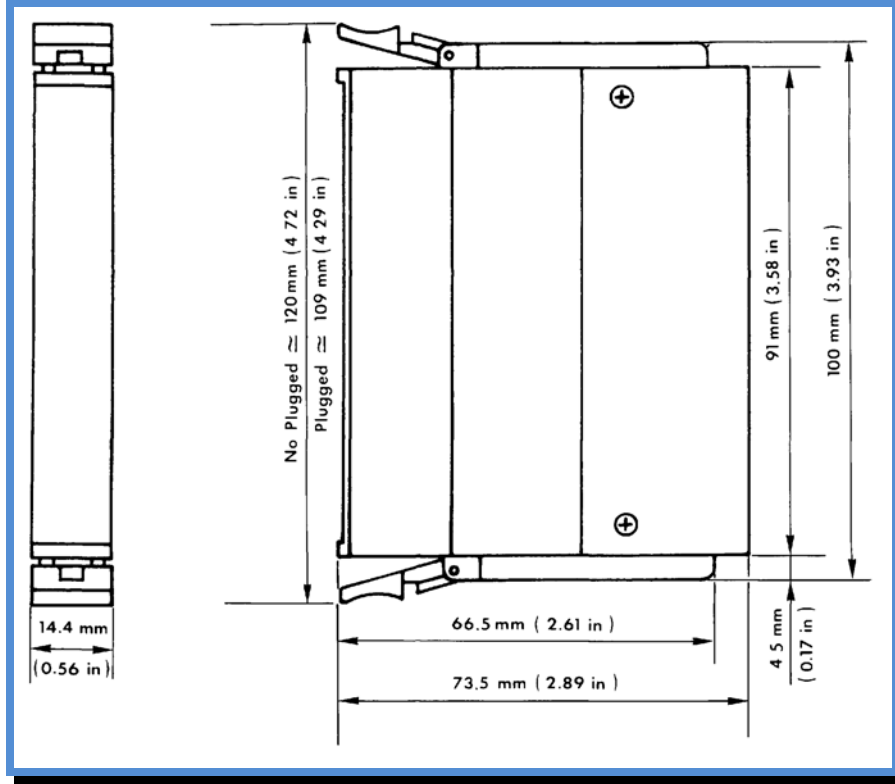 No Plugged ≃ 120mm (4 72 in)
Plugged ≃ 109 mm (4 29 in)
91 mm (3.58 in)
100 mm (3.93 in)
14.4 mm
(0.56 in)
66.5 mm ( 2.61 in )
4 5 mm
(0.17 in)
73.5 mm ( 2.89 in )